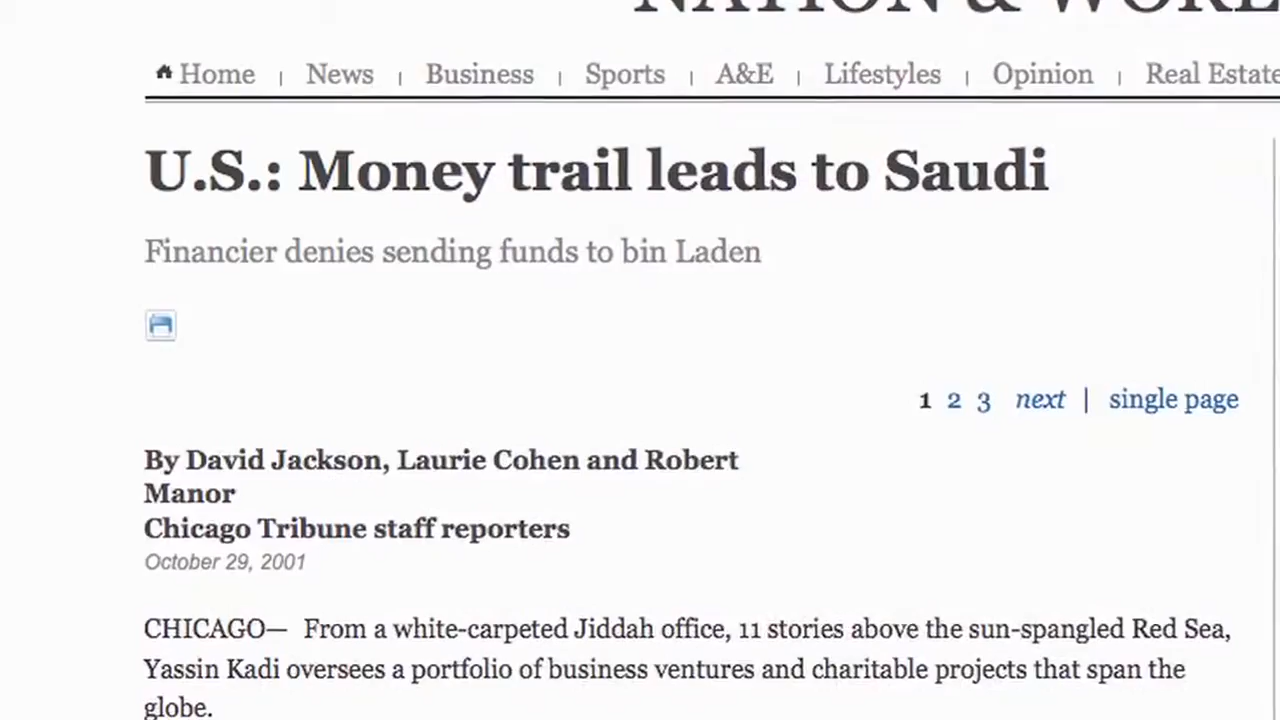 Home | News | Business | Sports | A&E | Lifestyles | Opinion | Real Estate
U.S.: Money trail leads to Saudi
Financier denies sending funds to bin Laden
1 2 3 next | single page
By David Jackson, Laurie Cohen and Robert
Manor
Chicago Tribune staff reporters
October 29, 2001
CHICAGO— From a white-carpeted Jiddah office, 11 stories above the sun-spangled Red Sea,
Yassin Kadi oversees a portfolio of business ventures and charitable projects that span the
globe.